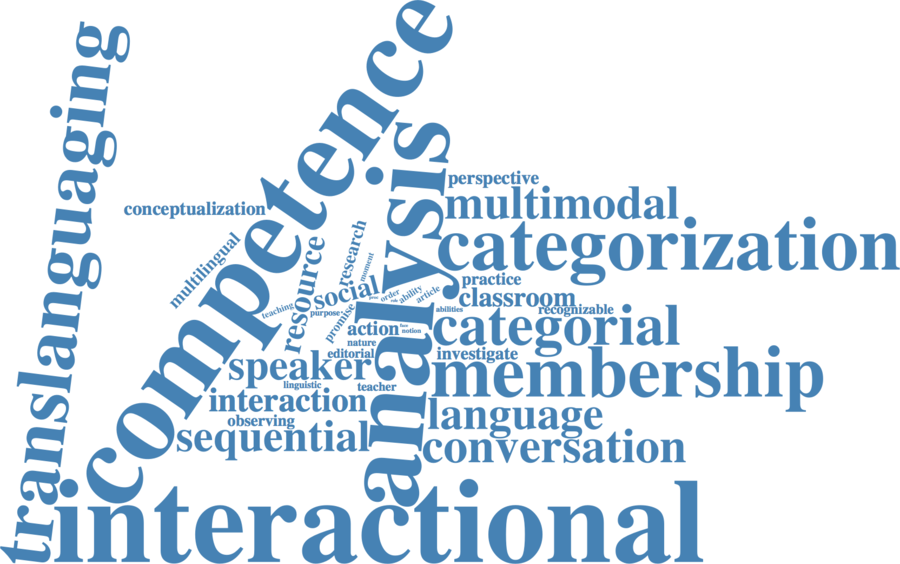 translanguaging
competence
analysis
perspective
multimodal
conceptualization
categorization
multilingual
research
resource
moment
social
practice
teaching
order
ability
article
classroom
purpose
promise
abilities
recognizable
action
notion
categorial
nature
editorial
investigate
speaker
membership
linguistic
teacher
interaction
language
observing
sequential
conversation
interactional